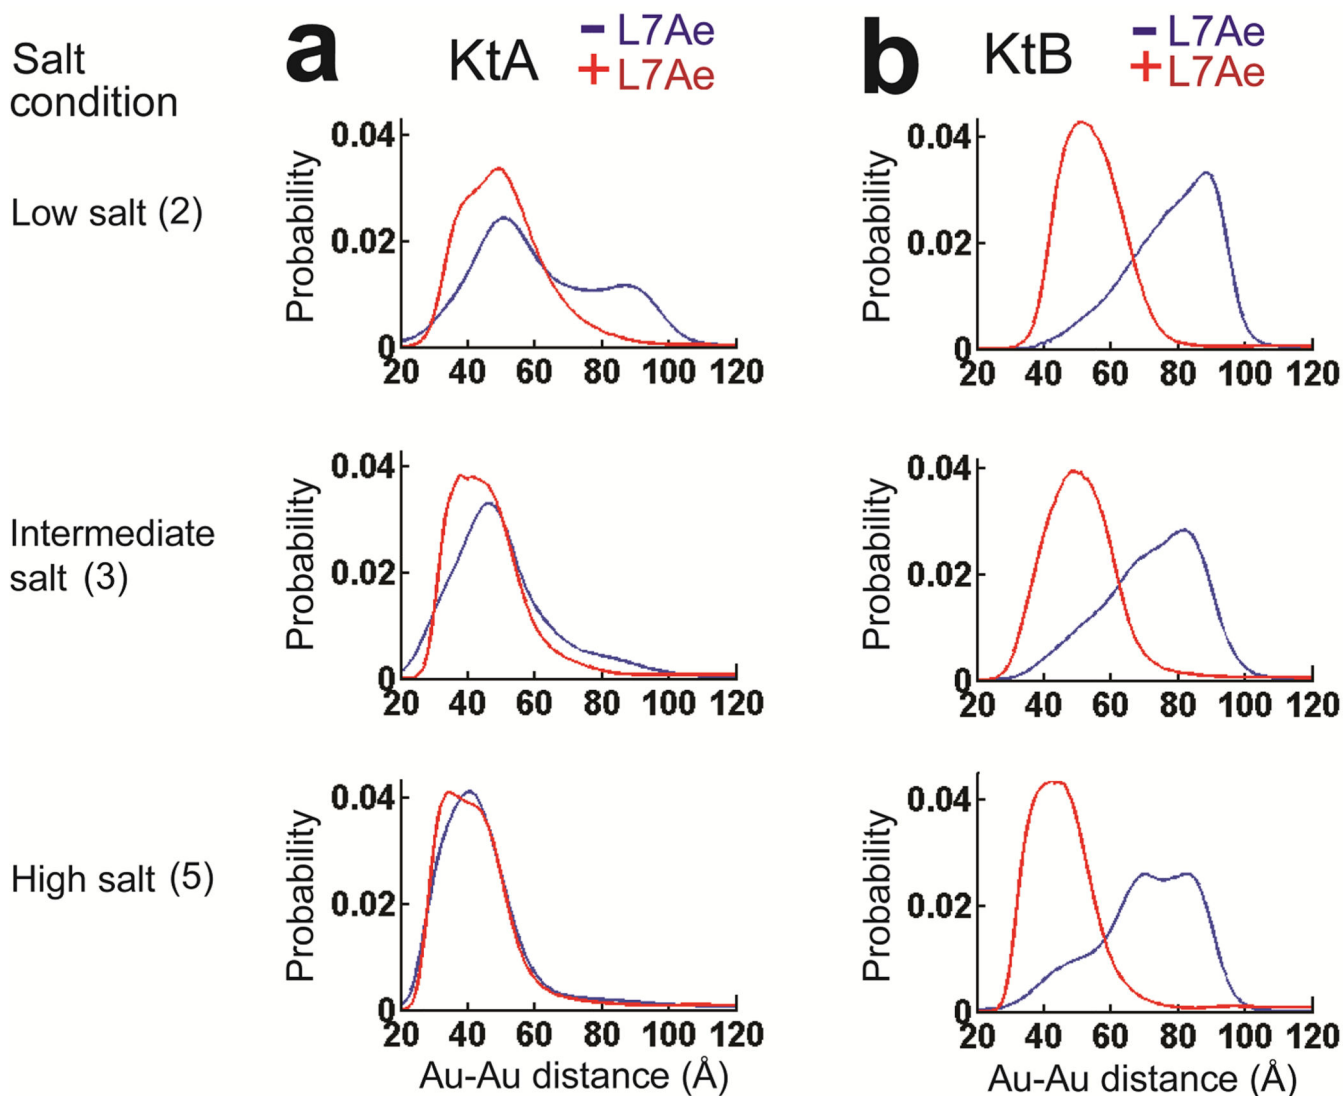 Salt
condition
a KtA
− L7Ae
+ L7Ae
b KtB
− L7Ae
+ L7Ae
Low salt (2)
Probability
0.04
0.02
0
20 40 60 80 100 120
Probability
0.04
0.02
0
20 40 60 80 100 120
Intermediate
salt (3)
Probability
0.04
0.02
0
20 40 60 80 100 120
Probability
0.04
0.02
0
20 40 60 80 100 120
High salt (5)
Probability
0.04
0.02
0
20 40 60 80 100 120
Au-Au distance (Å)
Probability
0.04
0.02
0
20 40 60 80 100 120
Au-Au distance (Å)